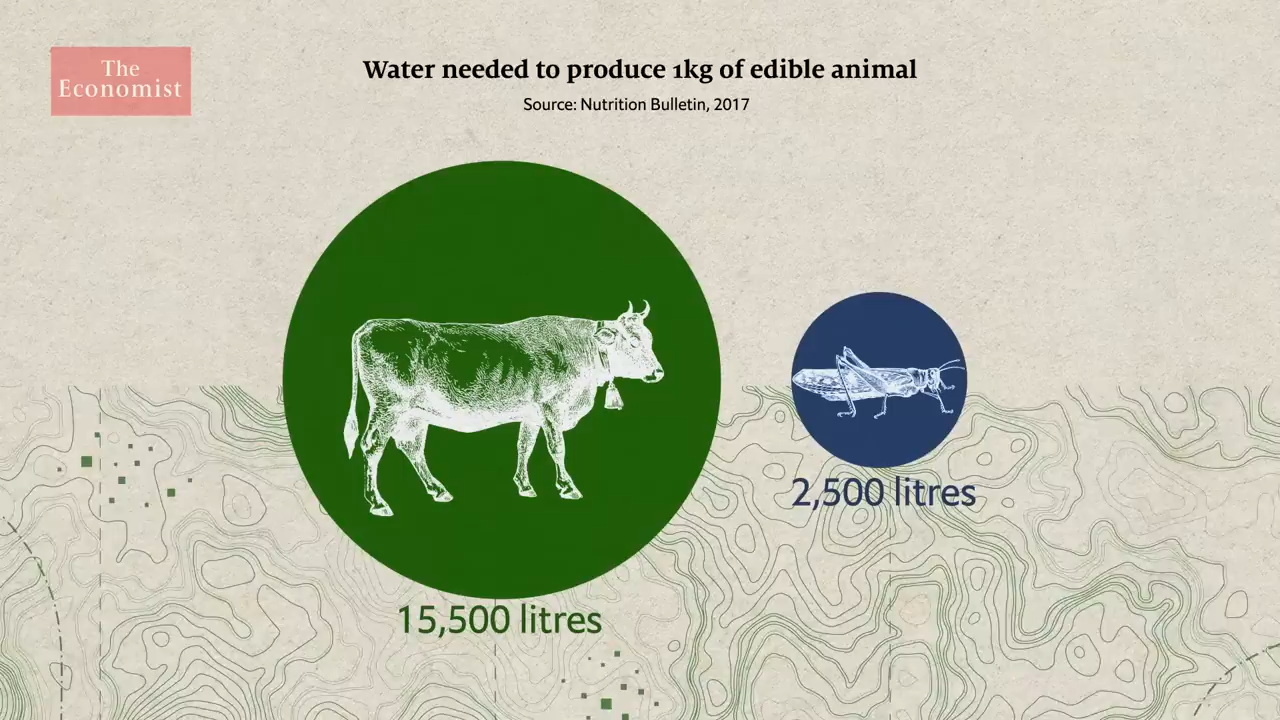 The
Economist
Water needed to produce 1kg of edible animal
Source: Nutrition Bulletin, 2017
15,500 litres
2,500 litres